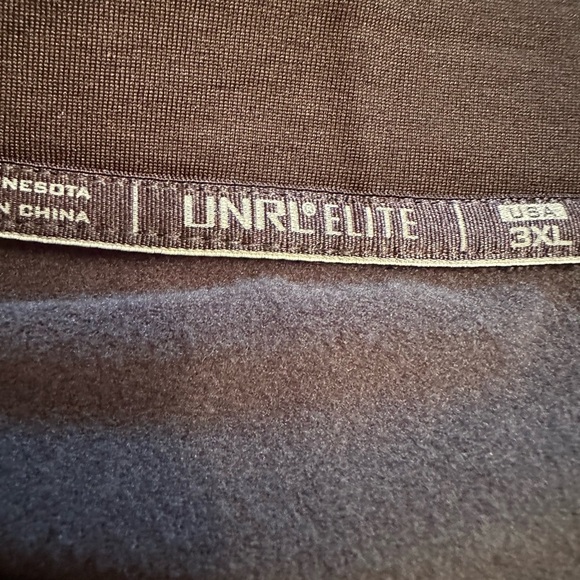 NESOTA
N CHINA
UNRL® ELITE
USA
3XL